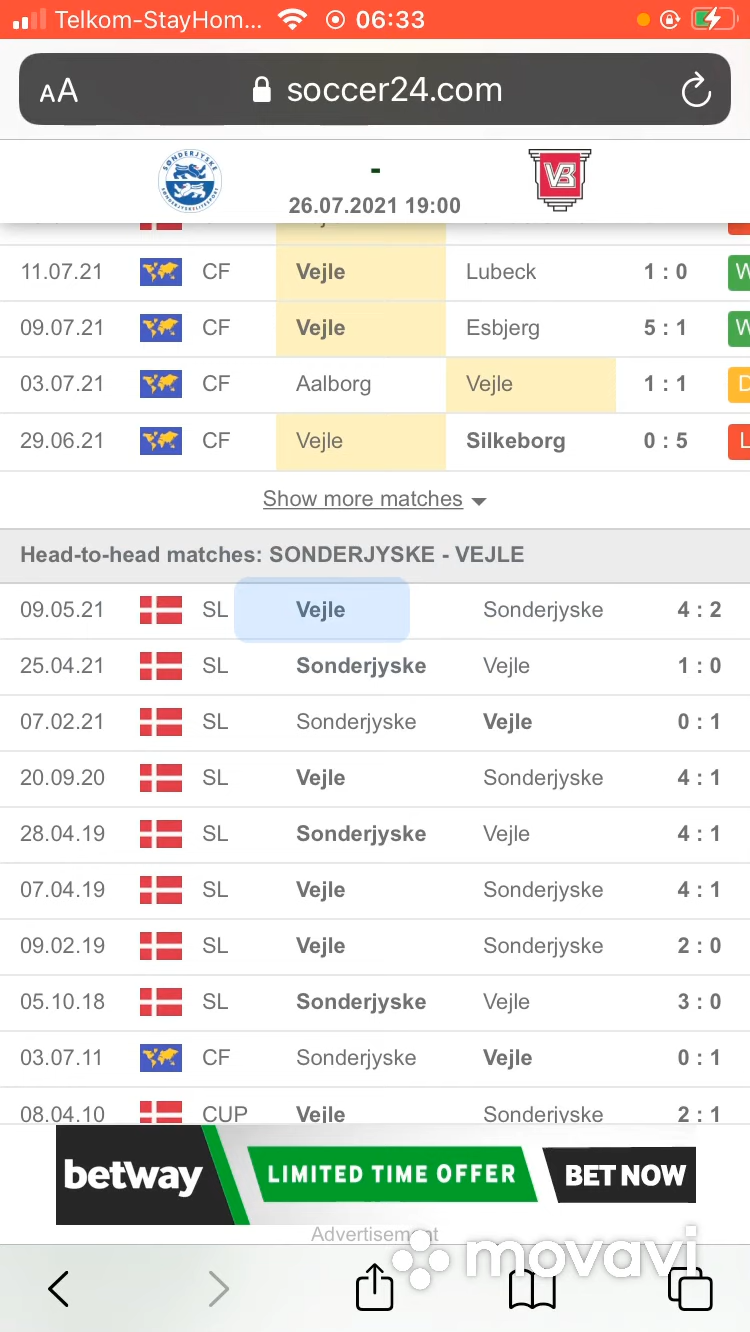 Telkom-StayHom... 06:33
AA soccer24.com
SØNDERJYSKE
-
VB
26.07.2021 19:00
11.07.21 CF Vejle Lubeck 1 : 0 W
09.07.21 CF Vejle Esbjerg 5 : 1 W
03.07.21 CF Aalborg Vejle 1 : 1 D
29.06.21 CF Vejle Silkeborg 0 : 5 L
Show more matches
Head-to-head matches: SONDERJYSKE - VEJLE
09.05.21 SL Vejle Sonderjyske 4 : 2
25.04.21 SL Sonderjyske Vejle 1 : 0
07.02.21 SL Sonderjyske Vejle 0 : 1
20.09.20 SL Vejle Sonderjyske 4 : 1
28.04.19 SL Sonderjyske Vejle 4 : 1
07.04.19 SL Vejle Sonderjyske 4 : 1
09.02.19 SL Vejle Sonderjyske 2 : 0
05.10.18 SL Sonderjyske Vejle 3 : 0
03.07.11 CF Sonderjyske Vejle 0 : 1
08.04.10 CUP Vejle Sonderjyske 2 : 1
betway LIMITED TIME OFFER BET NOW
Advertisement
movavi